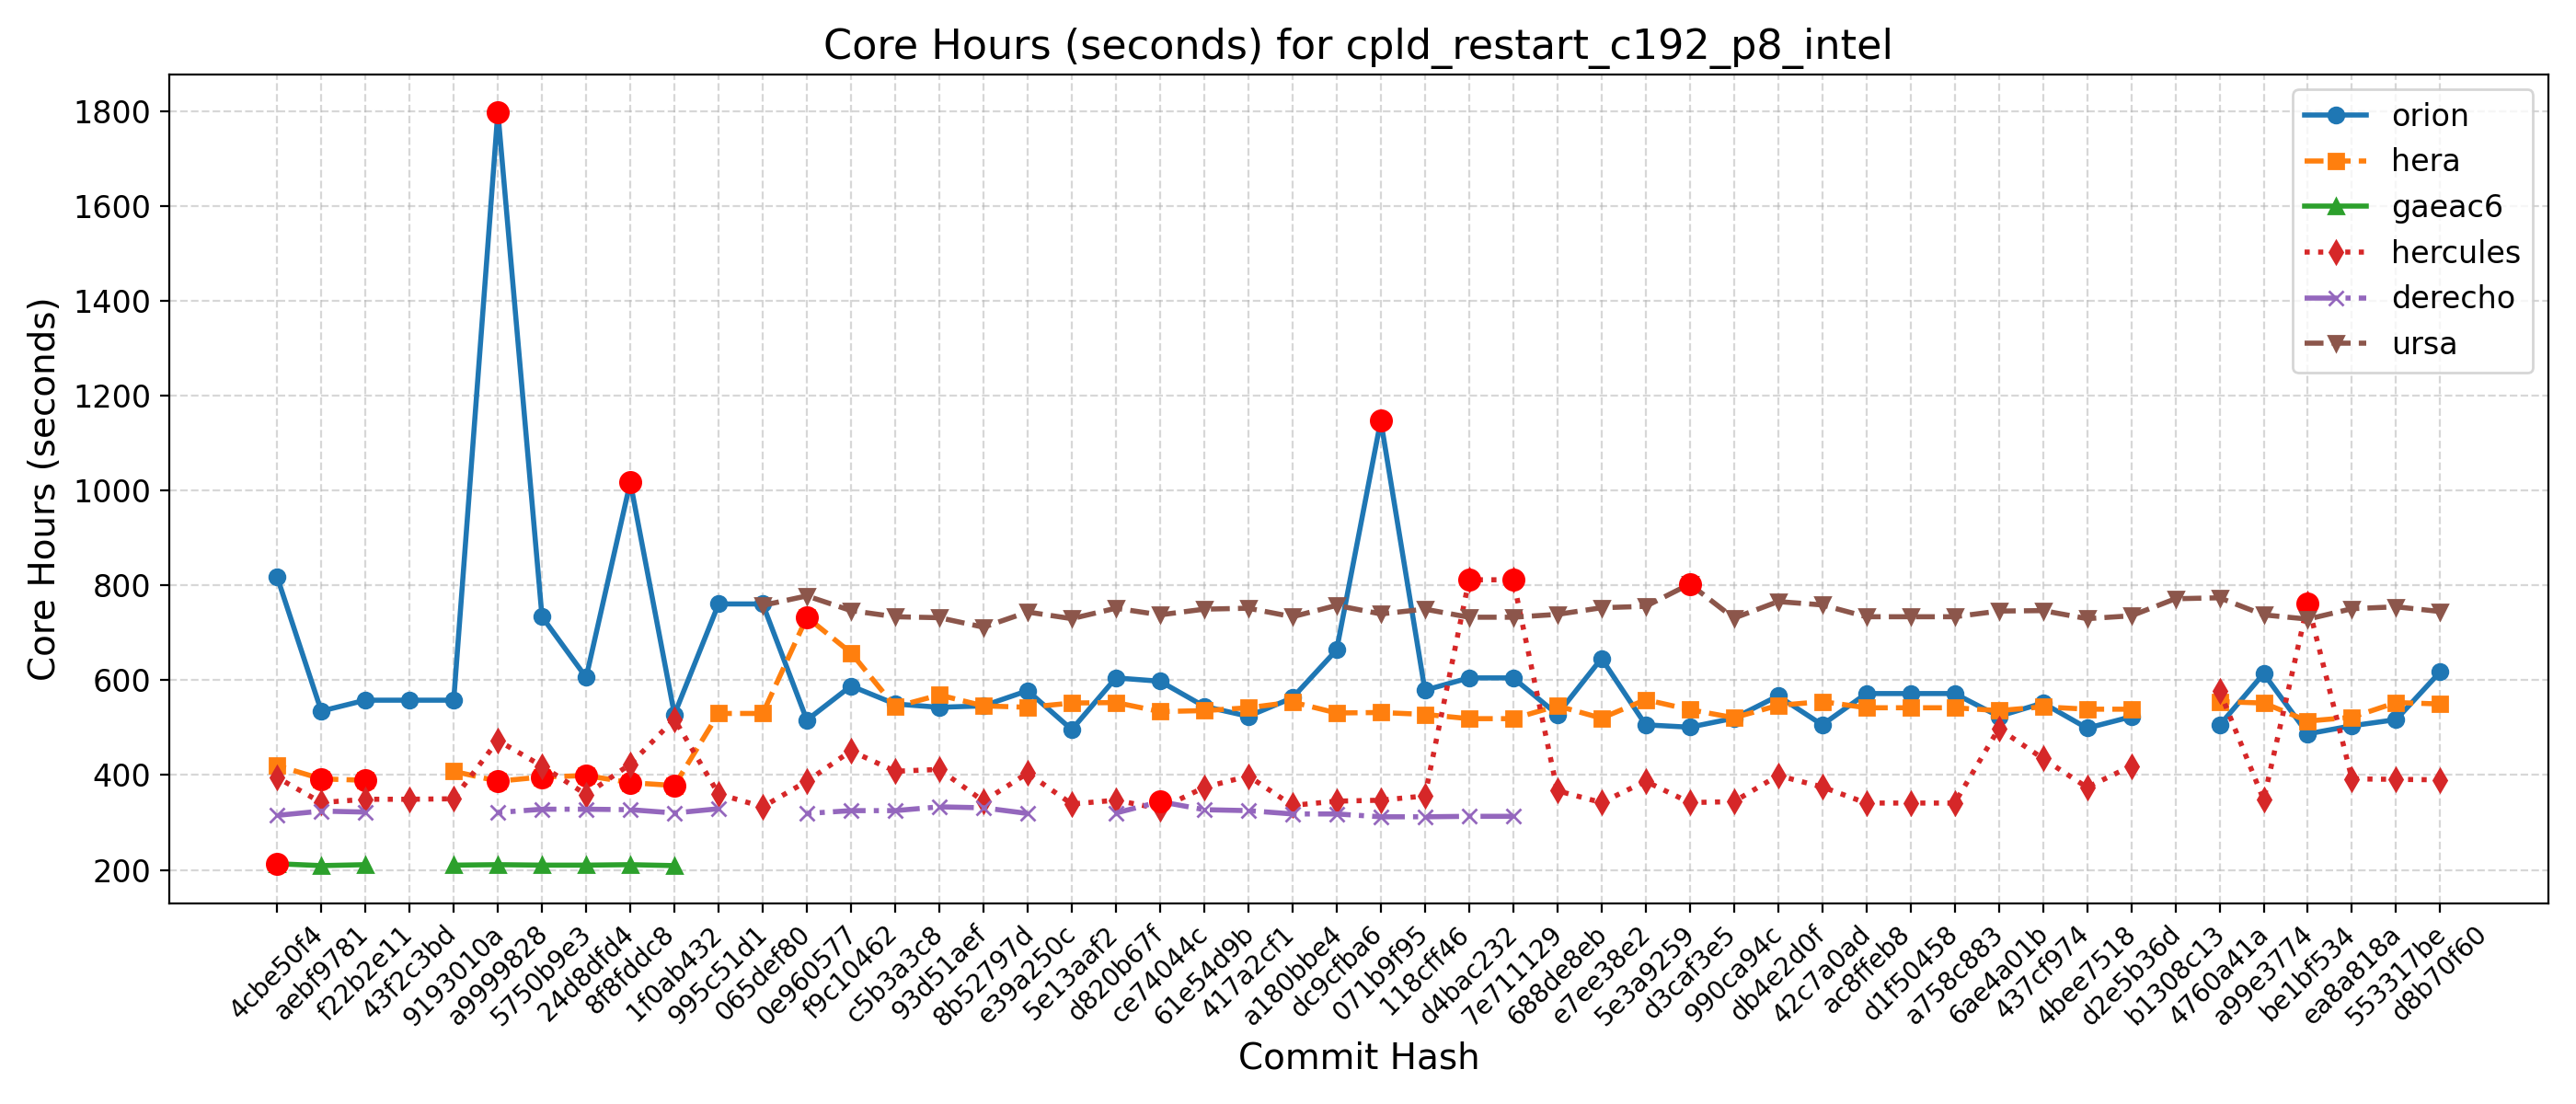 Core Hours (seconds) for cpld_restart_c192_p8_intel
Core Hours (seconds)
1800
1600
1400
1200
1000
800
600
400
200
orion
hera
gaeac6
hercules
derecho
ursa
4cbe50f4
aebf9781
f22b2e11
43f2c3bd
9193010a
a9999828
5750b9e3
24d8dfd4
8f8fddc8
1f0ab432
995c51d1
065def80
0e960577
f9c10462
c5b3a3c8
93d51aef
8b52797d
e39a250c
5e13aaf2
d820b67f
ce74044c
61e54d9b
417a2cf1
a180bbe4
dc9cfba6
071b9f95
118cff46
d4bac232
7e711129
688de8eb
e7ee38e2
5e3a9259
d3caf3e5
990ca94c
db4e2d0f
42c7a0ad
ac8ffeb8
d1f50458
a758c883
6ae4a01b
437cf974
4bee7518
d2e5b36d
b1308c13
4760a41a
a99e3774
be1bf534
ea8a818a
553317be
d8b70f60
Commit Hash